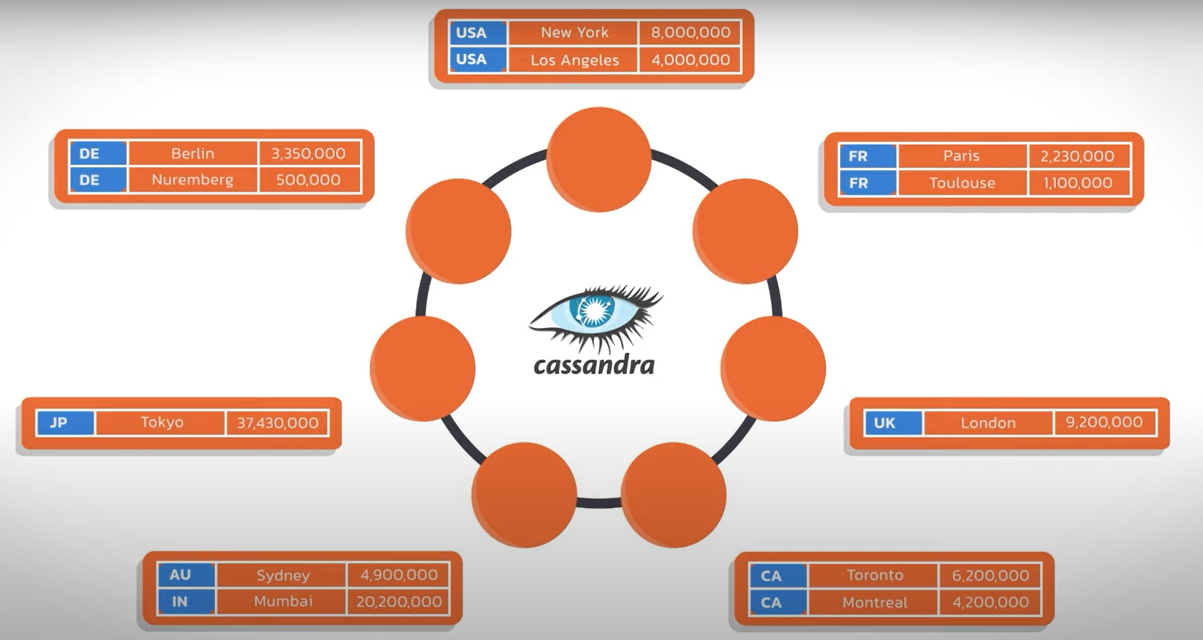 USA New York 8,000,000
USA Los Angeles 4,000,000
DE Berlin 3,350,000
DE Nuremberg 500,000
FR Paris 2,230,000
FR Toulouse 1,100,000
cassandra
JP Tokyo 37,430,000
UK London 9,200,000
AU Sydney 4,900,000
IN Mumbai 20,200,000
CA Toronto 6,200,000
CA Montreal 4,200,000